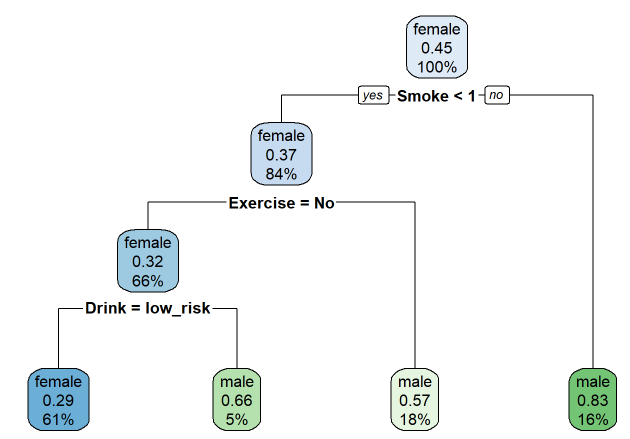 female
0.45
100%
yes Smoke < 1 no
female
0.37
84%
Exercise = No
female
0.32
66%
Drink = low_risk
female
0.29
61%
male
0.66
5%
male
0.57
18%
male
0.83
16%